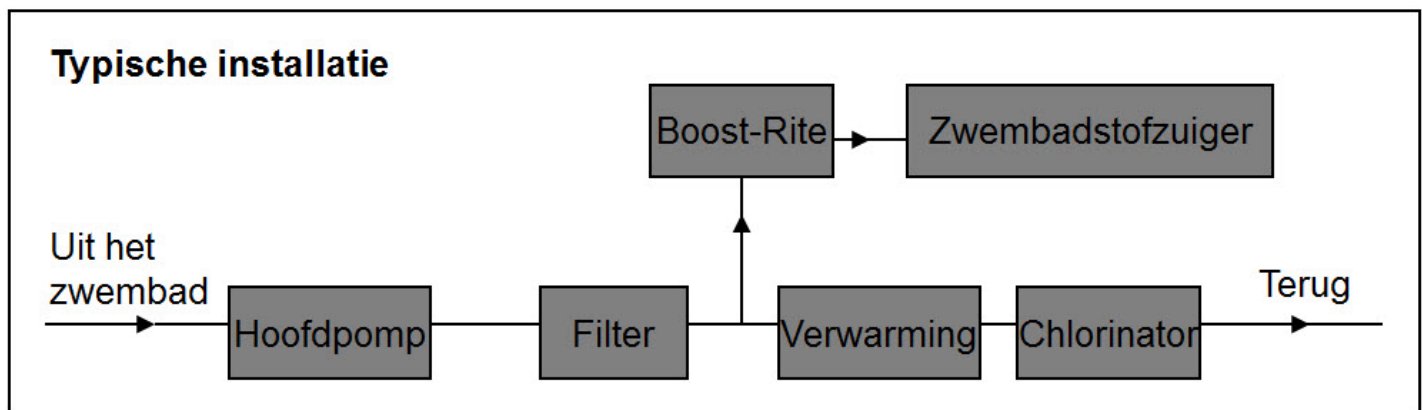 Typische installatie
Boost-Rite
Zwembadstofzuiger
Uit het
zwembad
Hoofdpomp
Filter
Verwarming
Chlorinator
Terug